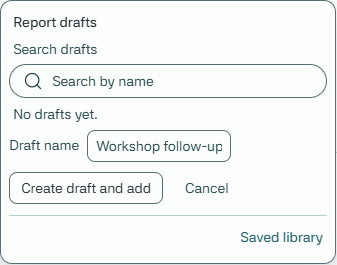 Report drafts
Search drafts
Search by name
No drafts yet.
Draft name Workshop follow-up
Create draft and add Cancel
Saved library